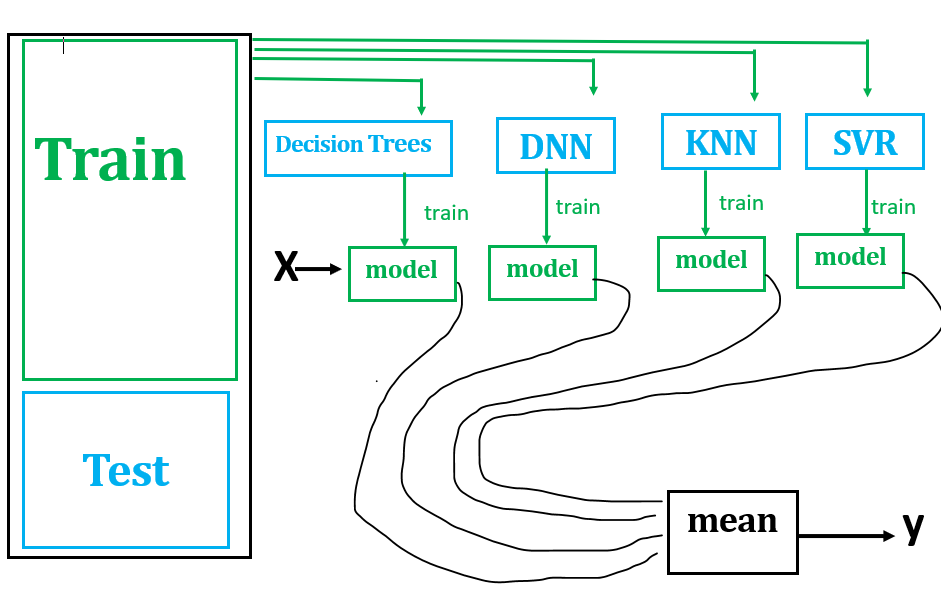 Train
Decision Trees
DNN
KNN
SVR
train
train
train
train
X
model
model
model
model
Test
mean
y